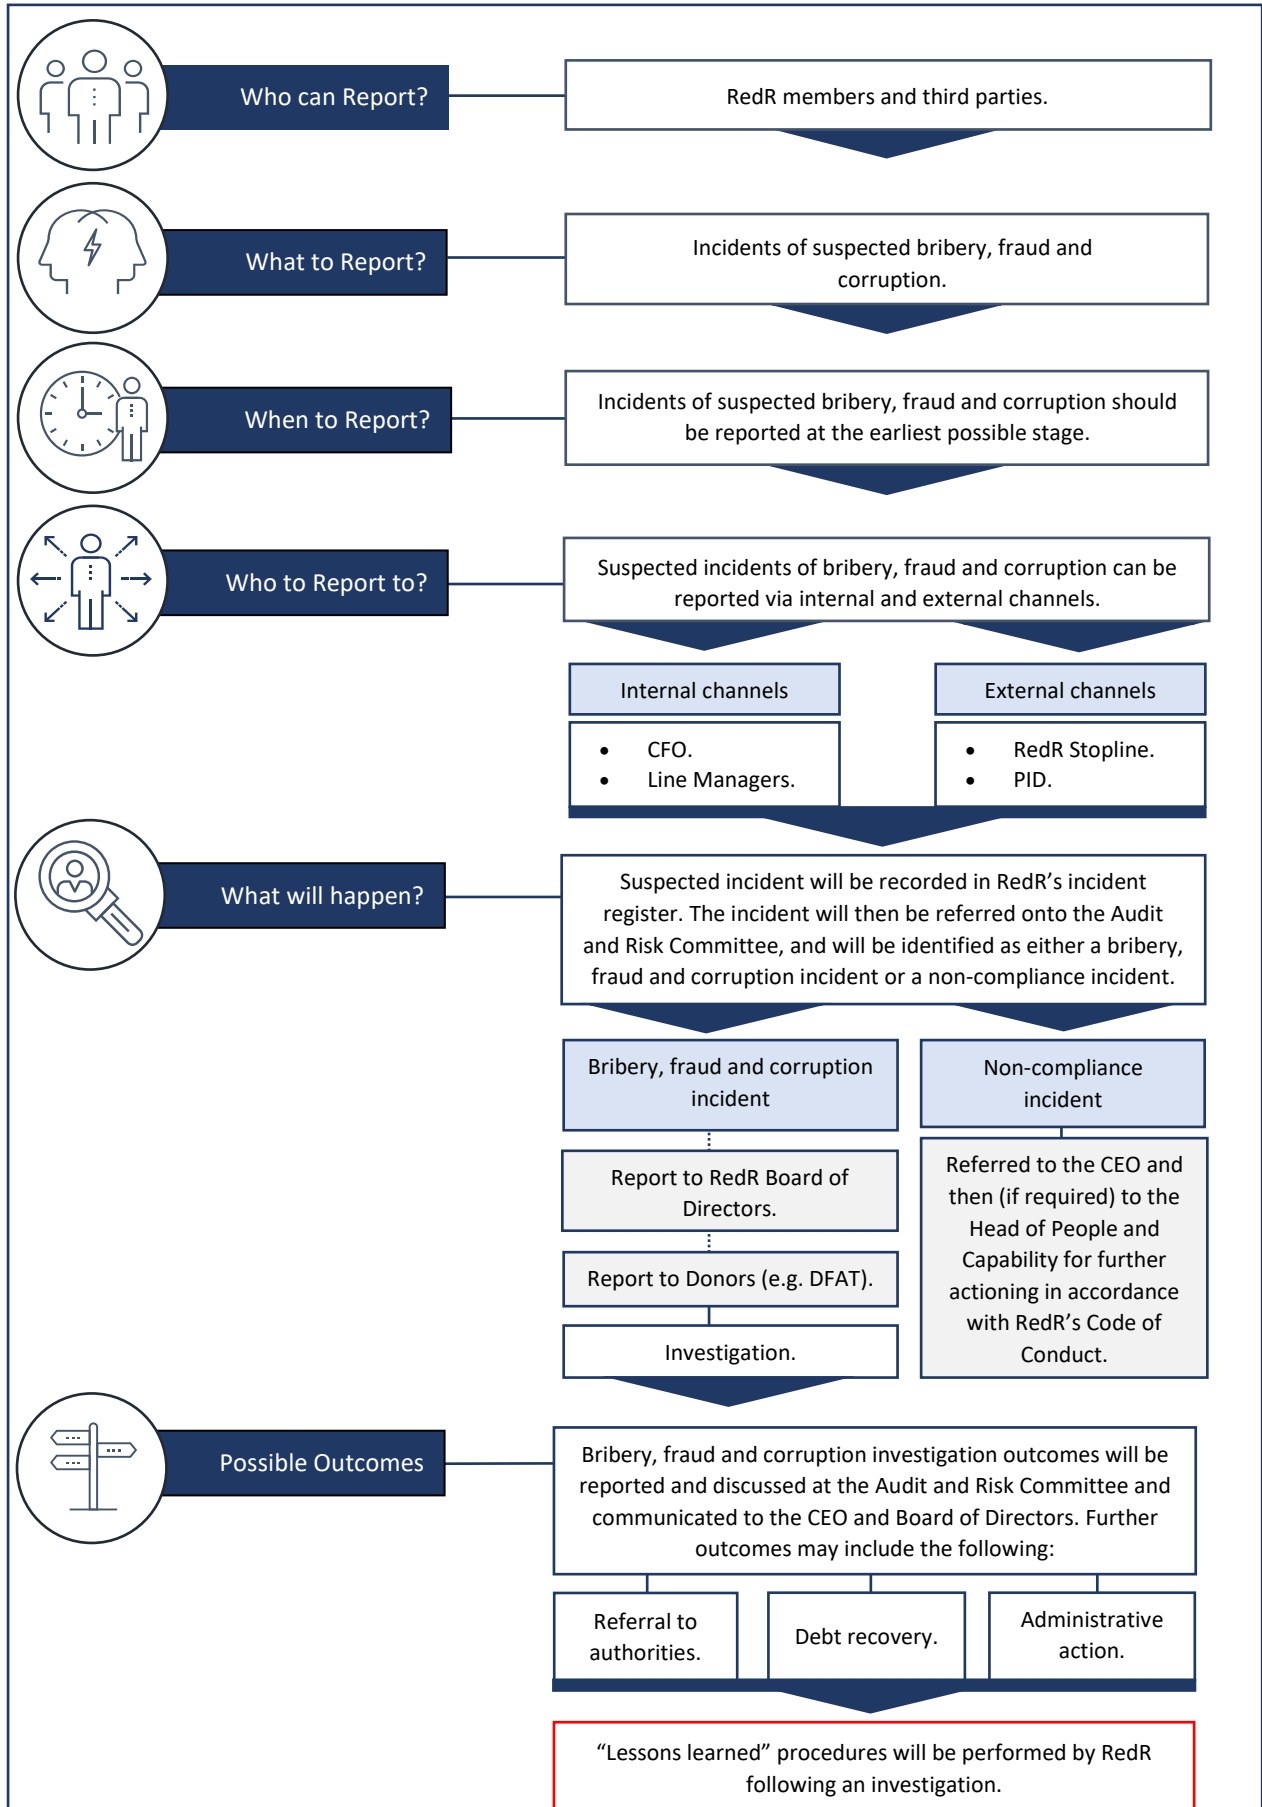 Who can Report?
RedR members and third parties.
What to Report?
Incidents of suspected bribery, fraud and
corruption.
When to Report?
Incidents of suspected bribery, fraud and corruption should
be reported at the earliest possible stage.
Who to Report to?
Suspected incidents of bribery, fraud and corruption can be
reported via internal and external channels.
Internal channels
• CFO.
• Line Managers.
External channels
• RedR Stopline.
• PID.
What will happen?
Suspected incident will be recorded in RedR’s incident
register. The incident will then be referred onto the Audit
and Risk Committee, and will be identified as either a bribery,
fraud and corruption incident or a non-compliance incident.
Bribery, fraud and corruption
incident
Report to RedR Board of
Directors.
Report to Donors (e.g. DFAT).
Investigation.
Non-compliance
incident
Referred to the CEO and
then (if required) to the
Head of People and
Capability for further
actioning in accordance
with RedR’s Code of
Conduct.
Possible Outcomes
Bribery, fraud and corruption investigation outcomes will be
reported and discussed at the Audit and Risk Committee and
communicated to the CEO and Board of Directors. Further
outcomes may include the following:
Referral to
authorities.
Debt recovery.
Administrative
action.
“Lessons learned” procedures will be performed by RedR
following an investigation.